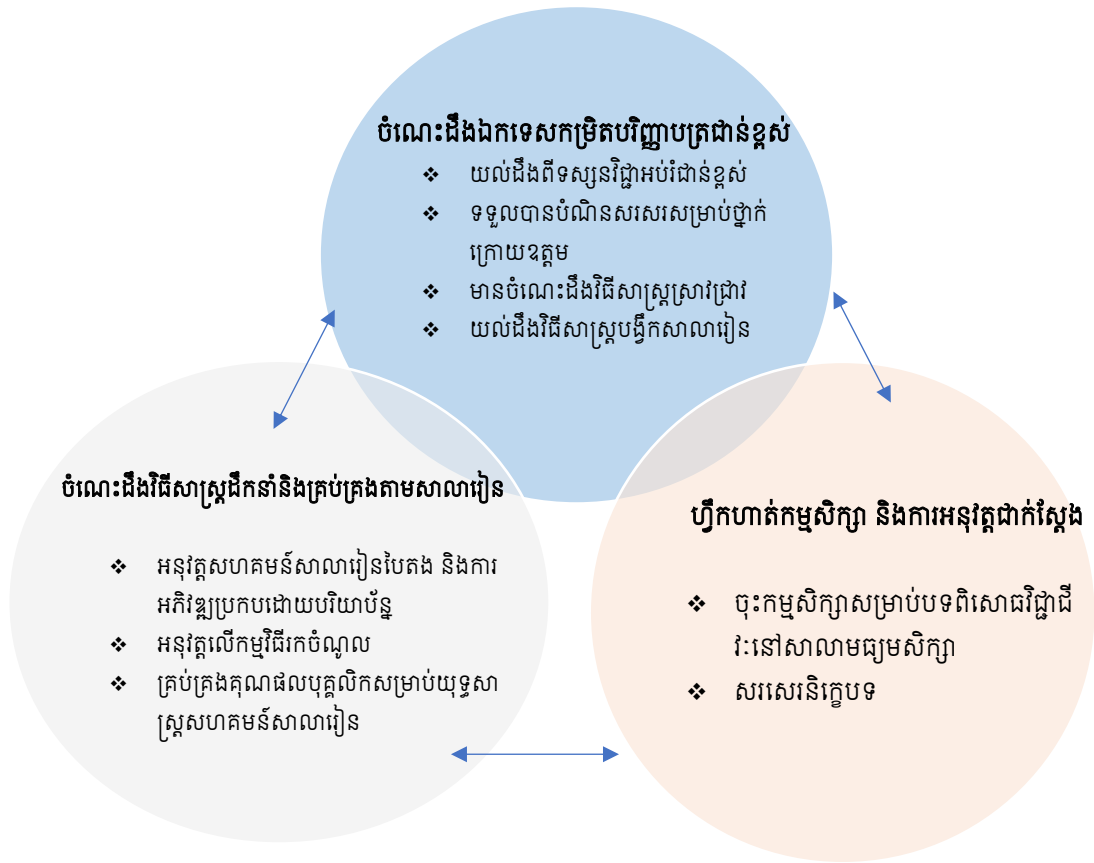 ចំណេះដឹងឯកទេសកម្រិតបរិញ្ញាបត្រជាន់ខ្ពស់
❖ យល់ដឹងពីទស្សនវិជ្ជាអប់រំជាន់ខ្ពស់
❖ ទទួលបានបំណិនសរសរសម្រាប់ថ្នាក់
ក្រោយឧត្តម
❖ មានចំណេះដឹងវិធីសាស្ត្រស្រាវជ្រាវ
❖ យល់ដឹងវិធីសាស្ត្របង្វឹកសាលារៀន
ចំណេះដឹងវិធីសាស្ត្រដឹកនាំនិងគ្រប់គ្រងតាមសាលារៀន
❖ អនុវត្តសហគមន៍សាលារៀនបៃតង និងការ
អភិវឌ្ឍប្រកបដោយបរិយាប័ន្ន
❖ អនុវត្តលើកម្មវិធីរកចំណូល
❖ គ្រប់គ្រងគុណផលបុគ្គលិកសម្រាប់យុទ្ធសា
ស្ត្រសហគមន៍សាលារៀន
ហ្វឹកហាត់កម្មសិក្សា និងការអនុវត្តជាក់ស្តែង
❖ ចុះកម្មសិក្សាសម្រាប់បទពិសោធវិជ្ជាជី
វៈនៅសាលាមធ្យមសិក្សា
❖ សរសេរនិក្ខេបទ